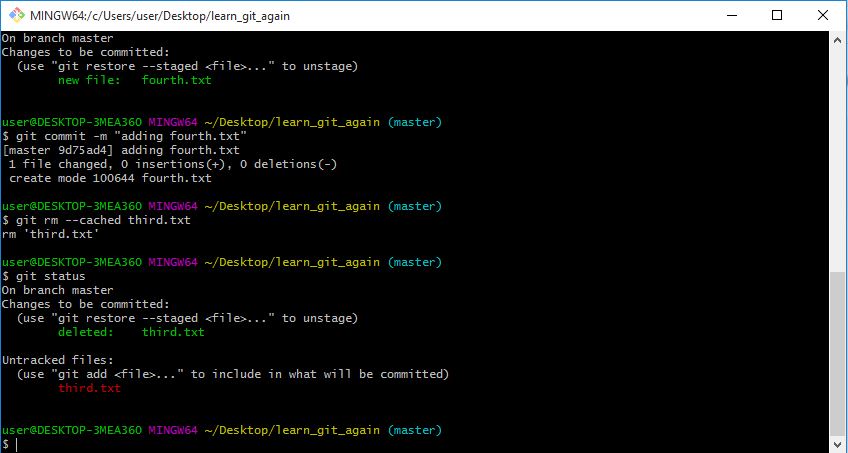 MINGW64:/c/Users/user/Desktop/learn_git_again
On branch master
Changes to be committed:
  (use "git restore --staged <file>..." to unstage)
        new file:   fourth.txt
user@DESKTOP-3MEA36O MINGW64 ~/Desktop/learn_git_again (master)
$ git commit -m "adding fourth.txt"
[master 9d75ad4] adding fourth.txt
 1 file changed, 0 insertions(+), 0 deletions(-)
 create mode 100644 fourth.txt
user@DESKTOP-3MEA36O MINGW64 ~/Desktop/learn_git_again (master)
$ git rm --cached third.txt
rm 'third.txt'
user@DESKTOP-3MEA36O MINGW64 ~/Desktop/learn_git_again (master)
$ git status
On branch master
Changes to be committed:
  (use "git restore --staged <file>..." to unstage)
        deleted:    third.txt
Untracked files:
  (use "git add <file>..." to include in what will be committed)
        third.txt
user@DESKTOP-3MEA36O MINGW64 ~/Desktop/learn_git_again (master)
$